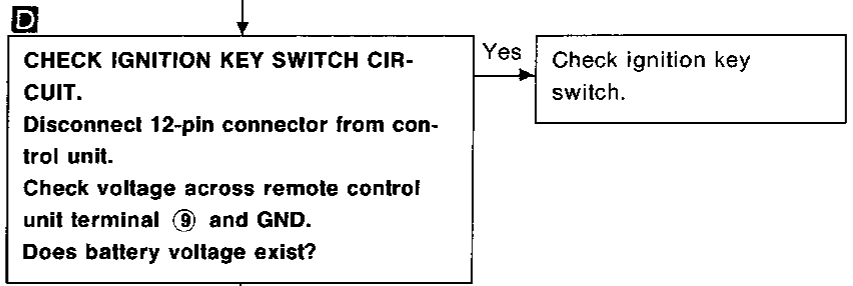 D
CHECK IGNITION KEY SWITCH CIR-
CUIT.
Disconnect 12-pin connector from con-
trol unit.
Check voltage across remote control
unit terminal ⑨ and GND.
Does battery voltage exist?
Yes
Check ignition key
switch.